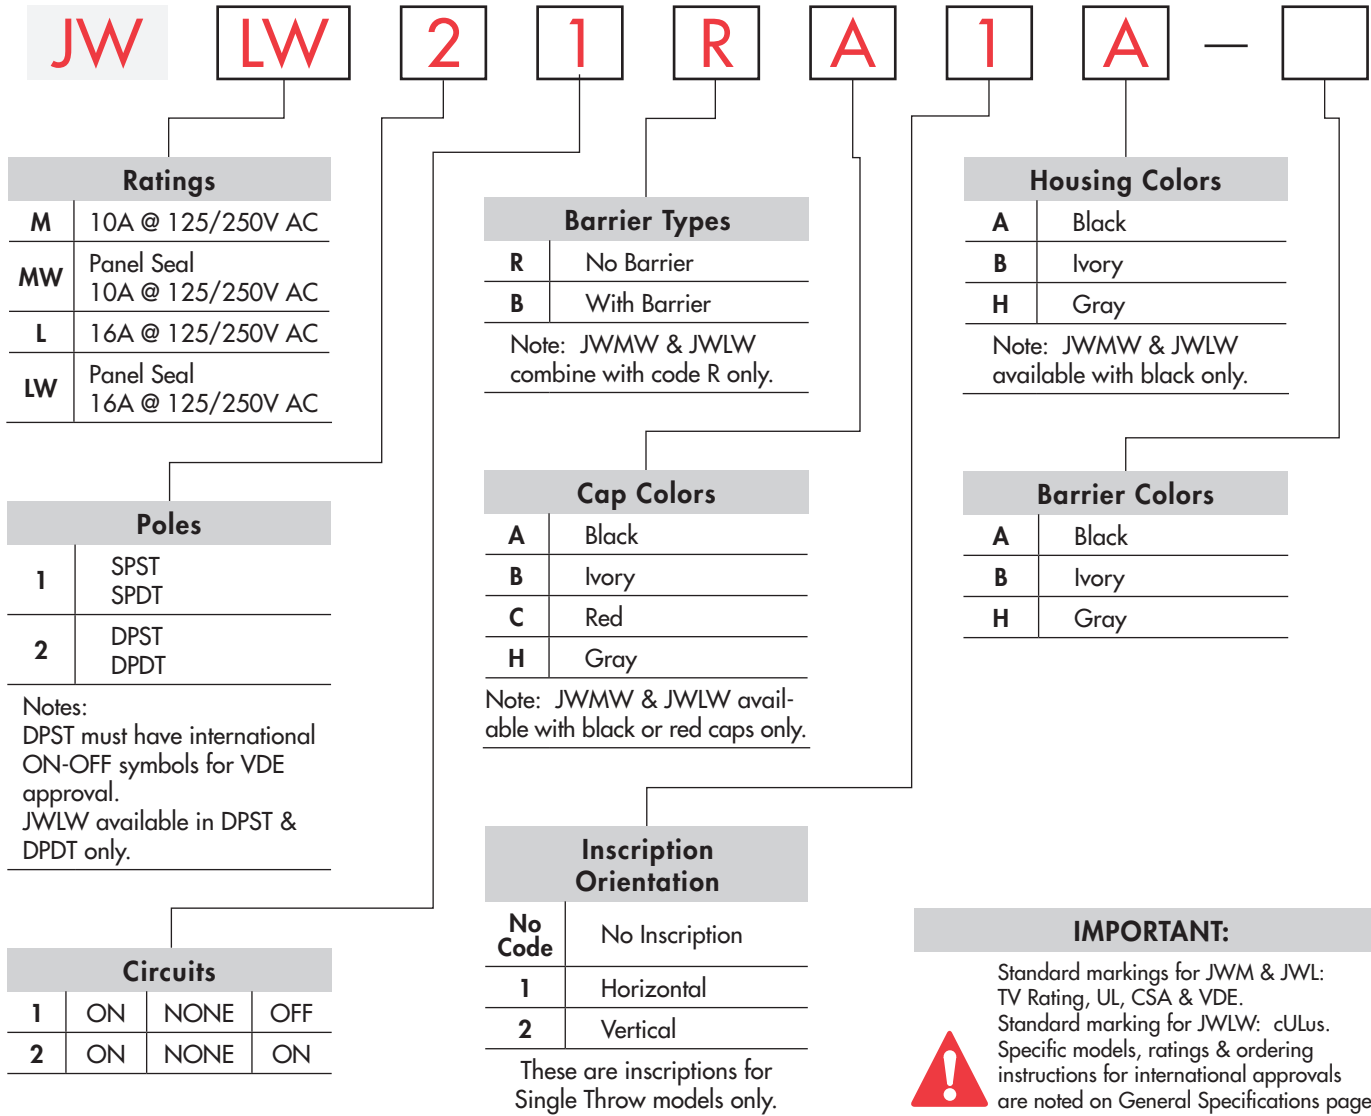 JW LW 2 1 R A 1 A —
Ratings
M 10A @ 125/250V AC
MW Panel Seal
10A @ 125/250V AC
L 16A @ 125/250V AC
LW Panel Seal
16A @ 125/250V AC
Poles
1 SPST
SPDT
2 DPST
DPDT
Notes:
DPST must have international
ON-OFF symbols for VDE
approval.
JWLW available in DPST &
DPDT only.
Circuits
1 ON NONE OFF
2 ON NONE ON
Barrier Types
R No Barrier
B With Barrier
Note: JWMW & JWLW
combine with code R only.
Cap Colors
A Black
B Ivory
C Red
H Gray
Note: JWMW & JWLW avail-
able with black or red caps only.
Inscription
Orientation
No
Code No Inscription
1 Horizontal
2 Vertical
These are inscriptions for
Single Throw models only.
Housing Colors
A Black
B Ivory
H Gray
Note: JWMW & JWLW
available with black only.
Barrier Colors
A Black
B Ivory
H Gray
IMPORTANT:
Standard markings for JWM & JWL:
TV Rating, UL, CSA & VDE.
Standard marking for JWLW: cULus.
Specific models, ratings & ordering
instructions for international approvals
are noted on General Specifications page